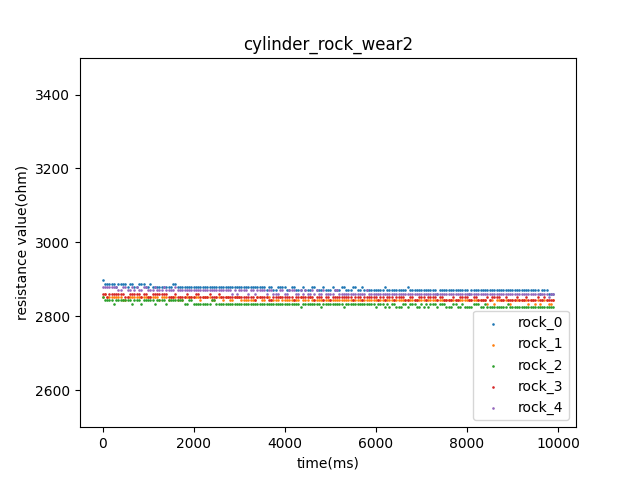 cylinder_rock_wear2
resistance value(ohm)
3400
3200
3000
2800
2600
0
2000
4000
6000
8000
10000
time(ms)
rock_0
rock_1
rock_2
rock_3
rock_4